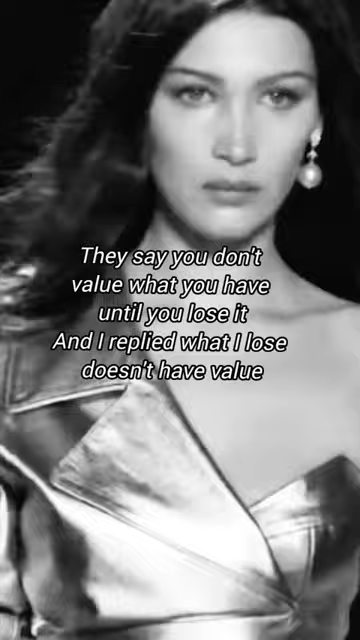 They say you don't
value what you have
until you lose it
And I replied what I lose
doesn't have value